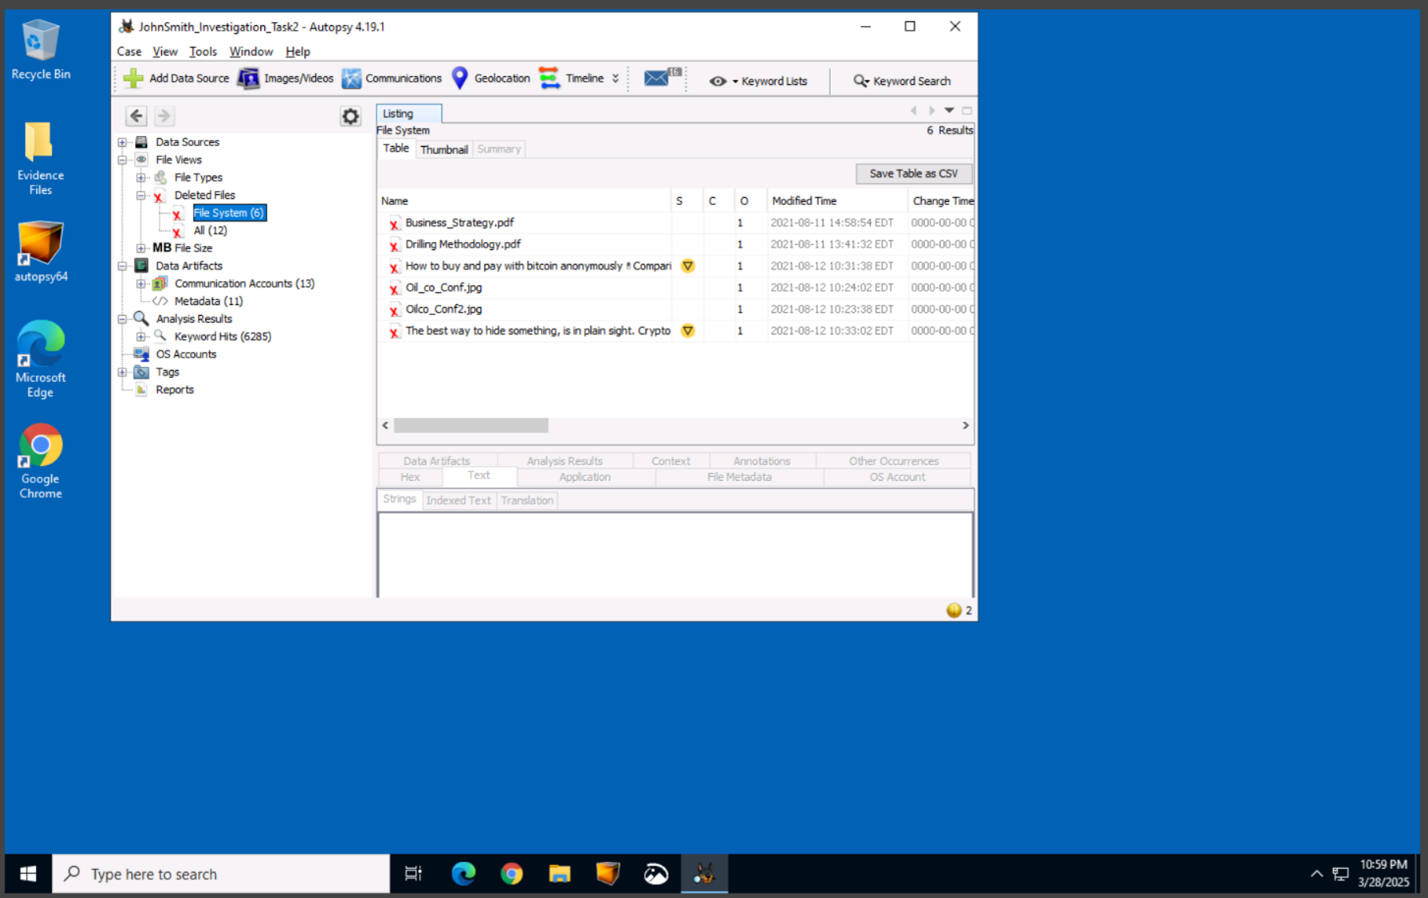 Recycle Bin
Evidence
Files
autopsy64
Microsoft
Edge
Google
Chrome
JohnSmith_Investigation_Task2 - Autopsy 4.19.1
Case View Tools Window Help
Add Data Source Images/Videos Communications Geolocation Timeline Keyword Lists Keyword Search
Data Sources
File Views
File Types
Deleted Files
File System (6)
All (12)
MB File Size
Data Artifacts
Communication Accounts (13)
Metadata (11)
Analysis Results
Keyword Hits (6285)
OS Accounts
Tags
Reports
Listing
File System 6 Results
Table Thumbnail Summary
Save Table as CSV
Name S C O Modified Time Change Time
Business_Strategy.pdf 1 2021-08-11 14:58:54 EDT 0000-00-00 0
Drilling Methodology.pdf 1 2021-08-11 13:41:32 EDT 0000-00-00 0
How to buy and pay with bitcoin anonymously Compari 1 2021-08-12 10:31:38 EDT 0000-00-00 0
Oil_co_Conf.jpg 1 2021-08-12 10:24:02 EDT 0000-00-00 0
Oilco_Conf2.jpg 1 2021-08-12 10:23:38 EDT 0000-00-00 0
The best way to hide something, is in plain sight. Crypto 1 2021-08-12 10:33:02 EDT 0000-00-00 0
Data Artifacts Analysis Results Context Annotations Other Occurrences
Hex Text Application File Metadata OS Account
Strings Indexed Text Translation
2
Type here to search
10:59 PM
3/28/2025